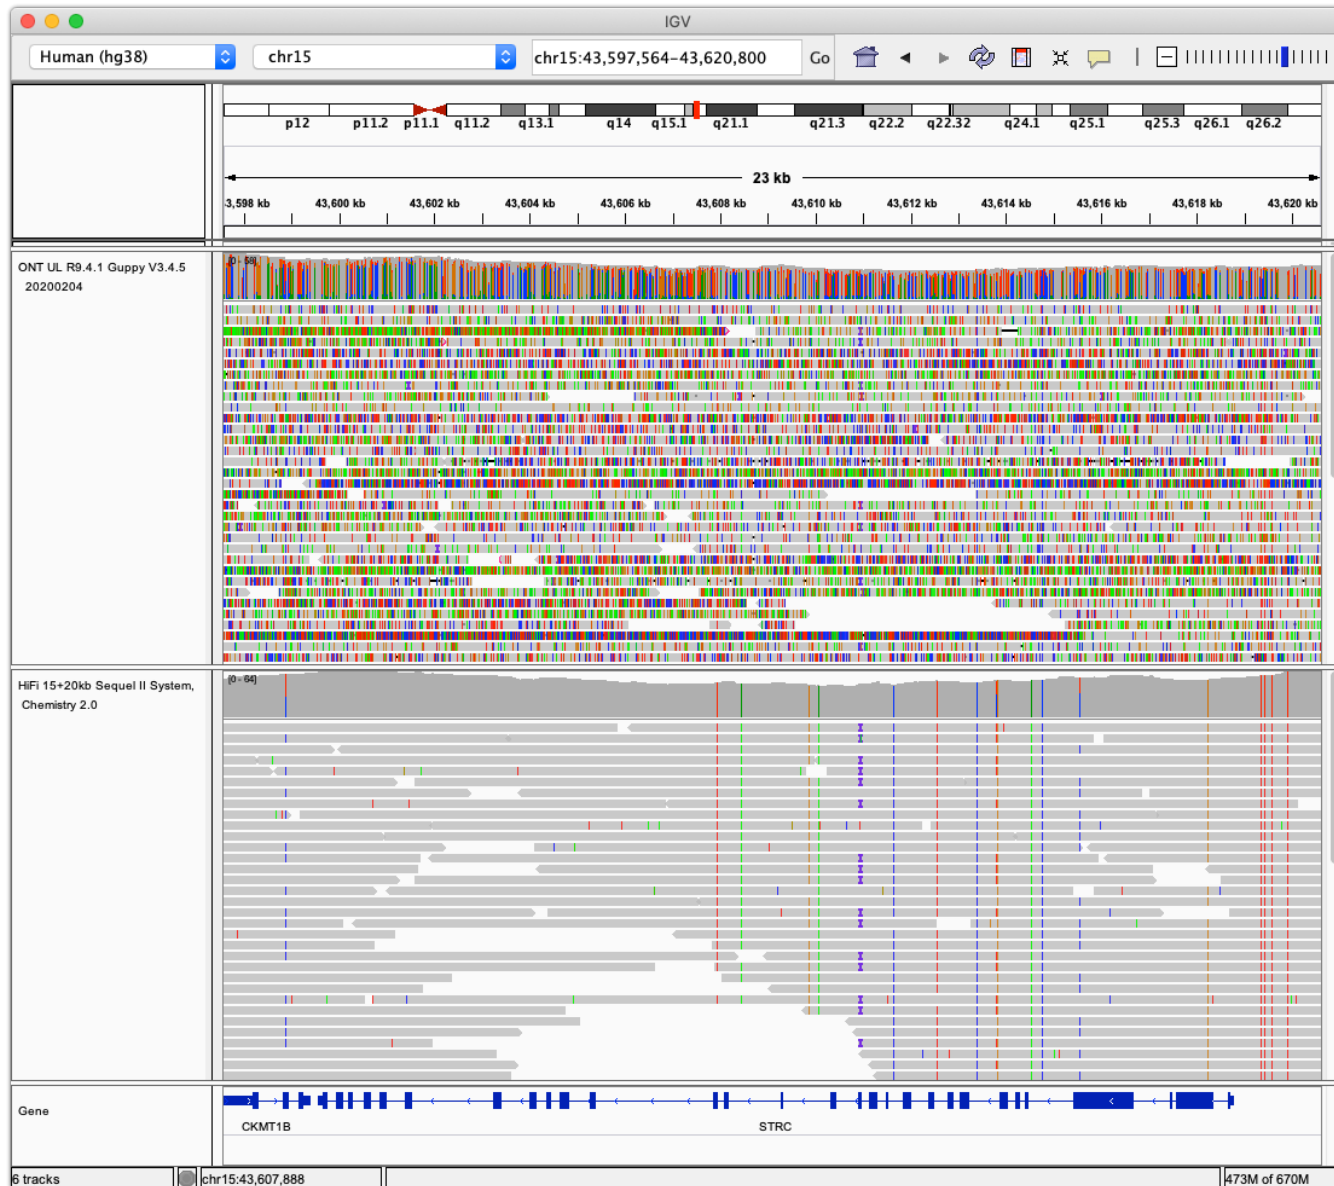 IGV
Human (hg38) chr15 chr15:43,597,564-43,620,800 Go
p12 p11.2 p11.1 q11.2 q13.1 q14 q15.1 q21.1 q21.3 q22.2 q22.32 q24.1 q25.1 q25.3 q26.1 q26.2
23 kb
3,598 kb 43,600 kb 43,602 kb 43,604 kb 43,606 kb 43,608 kb 43,610 kb 43,612 kb 43,614 kb 43,616 kb 43,618 kb 43,620 kb
ONT UL R9.4.1 Guppy V3.4.5
20200204
[0 - 58]
HiFi 15+20kb Sequel II System,
Chemistry 2.0
[0 - 64]
Gene
CKMT1B STRC
6 tracks chr15:43,607,888 473M of 670M